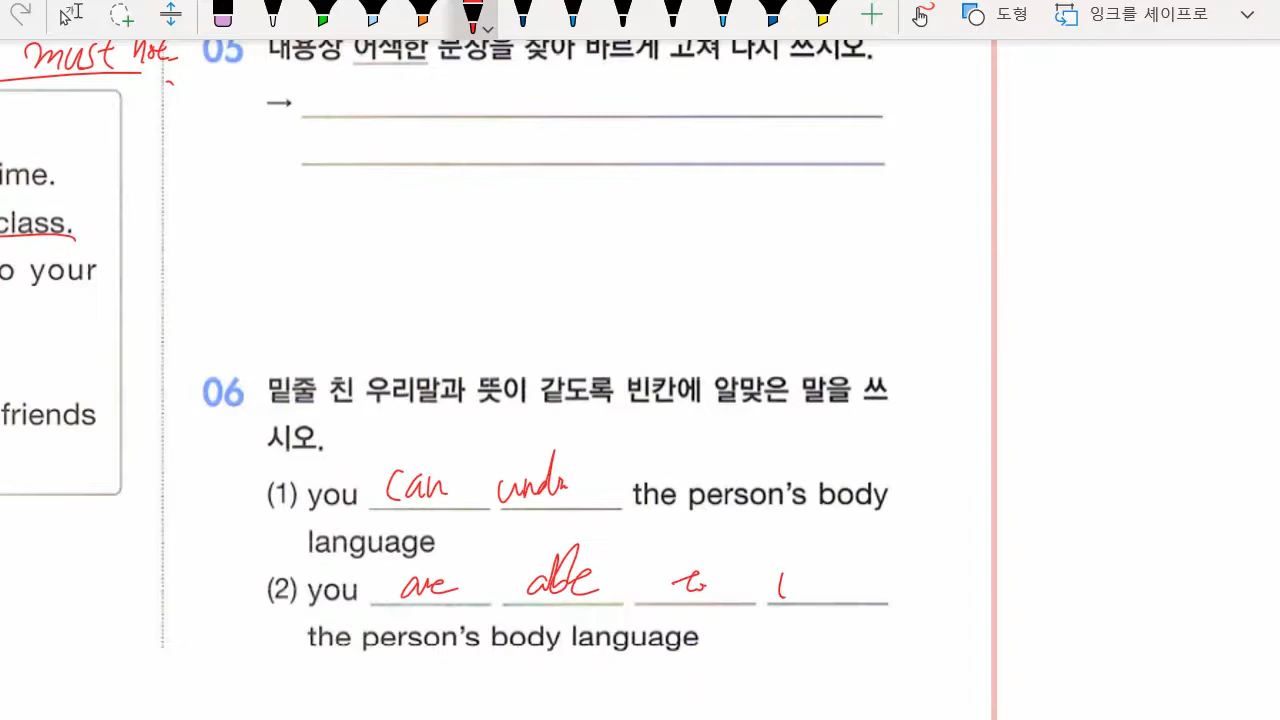 도형
잉크를 셰이프로
must not
ime.
class.
o your
friends
05 내용상 어색한 문장을 찾아 바르게 고쳐 다시 쓰시오.
→
06 밑줄 친 우리말과 뜻이 같도록 빈칸에 알맞은 말을 쓰
시오.
(1) you can und the person's body
language
(2) you are able to
the person's body language